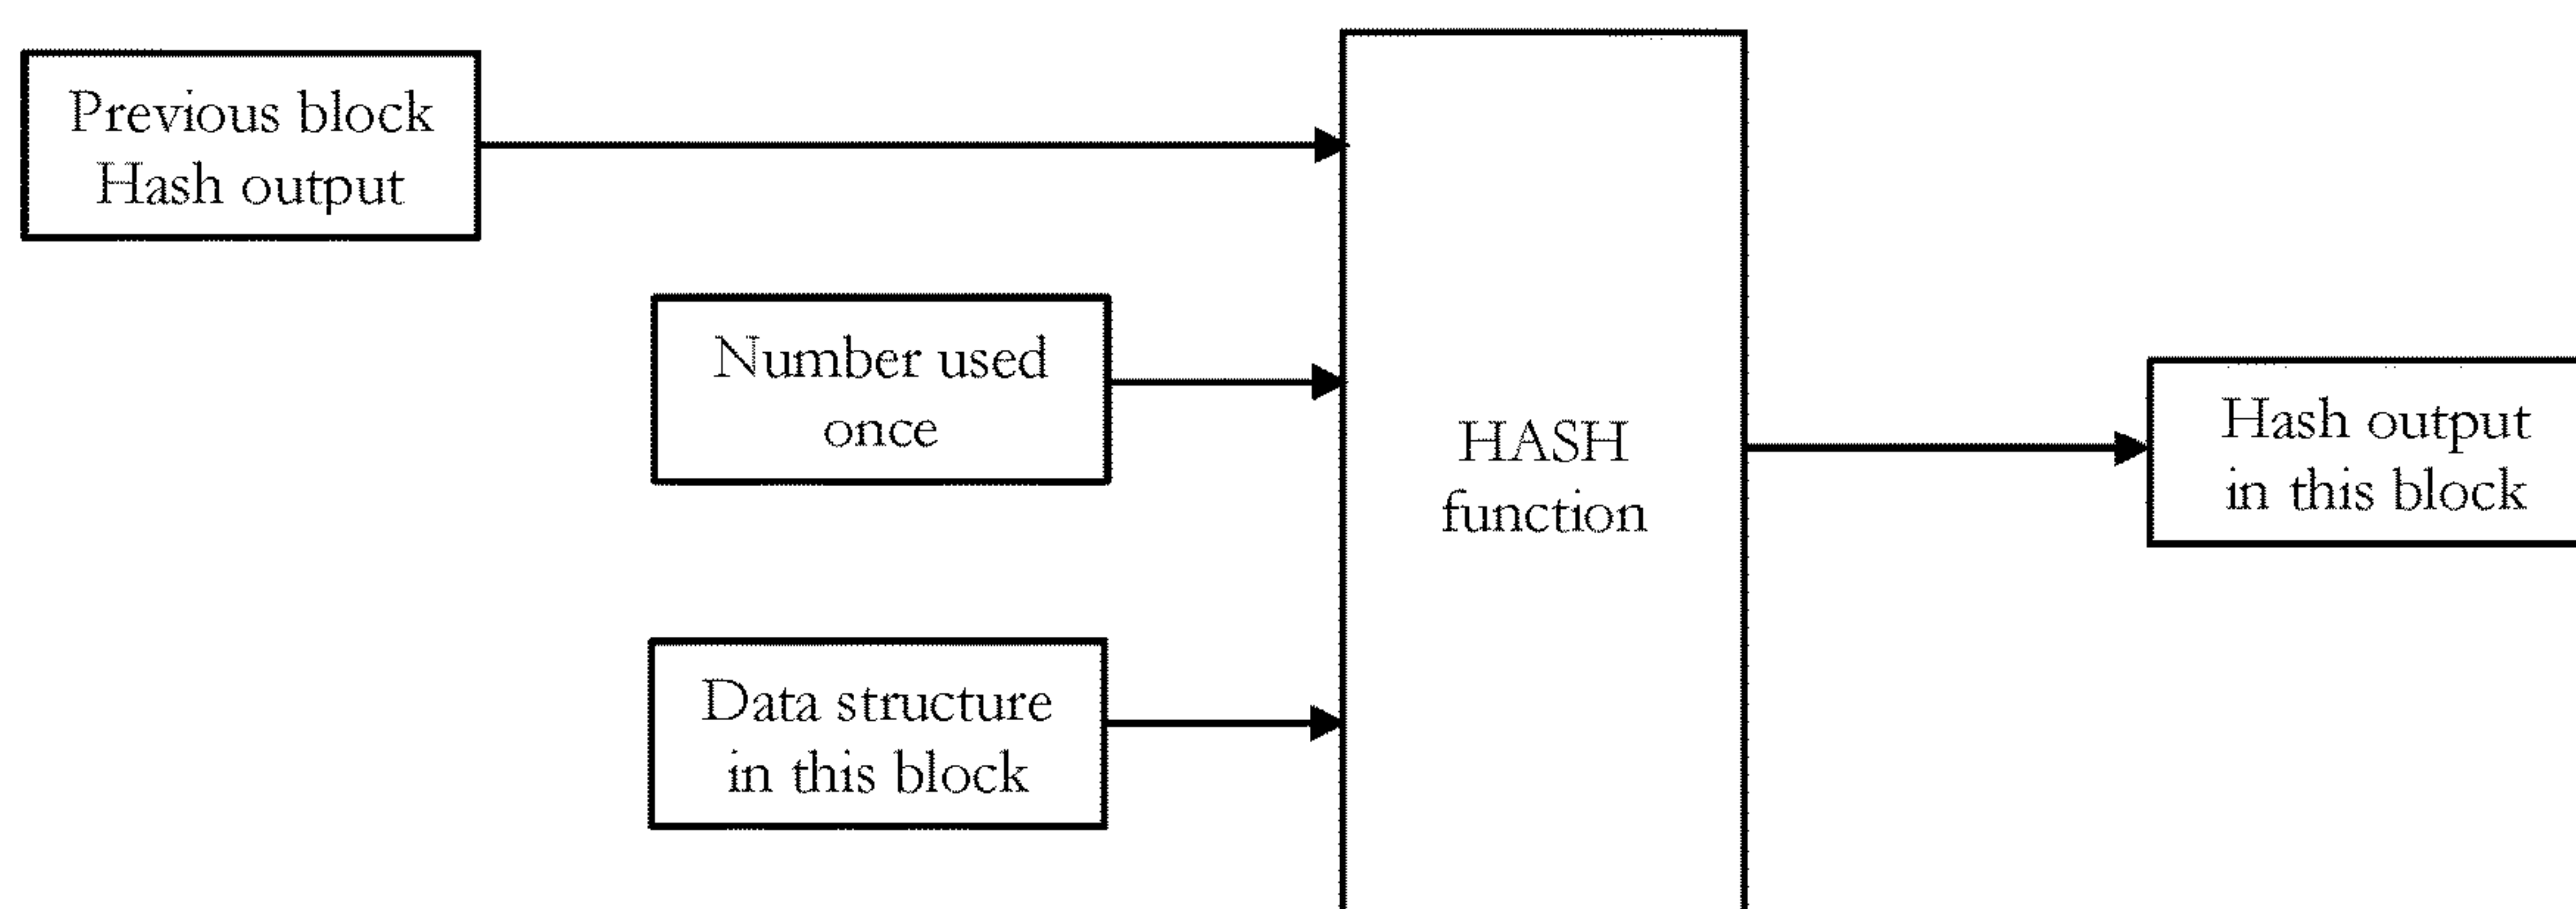 Previous block
Hash output
Number used
once
Data structure
in this block
HASH
function
Hash output
in this block